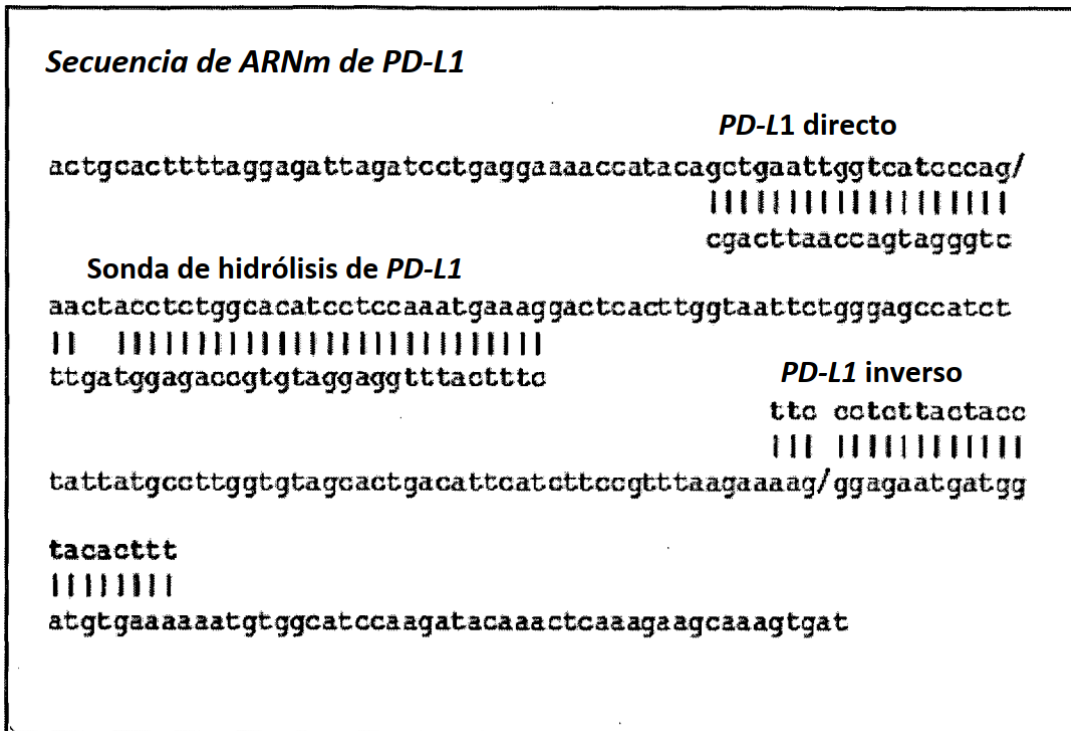 Secuencia de ARNm de PD-L1
PD-L1 directo
actgcacttttaggagattagatcctgaggaaaaccatacagctgaattggtcatcccag/
cgacttaaccagtagggtc
Sonda de hidrólisis de PD-L1
aactacctctggcacatcctccaaatgaaaggactcacttggtaattctgggagccatct
ttgatggagaccgtgtaggaggtttactttc
PD-L1 inverso
ttc cctcttactacc
tattatgccttggtgtagcactgacattcatcttccgtttaagaaaag/ggagaatgatgg
tacacttt
atgtgaaaaaatgtggcatccaagatacaaactcaaagaagcaaagtgat